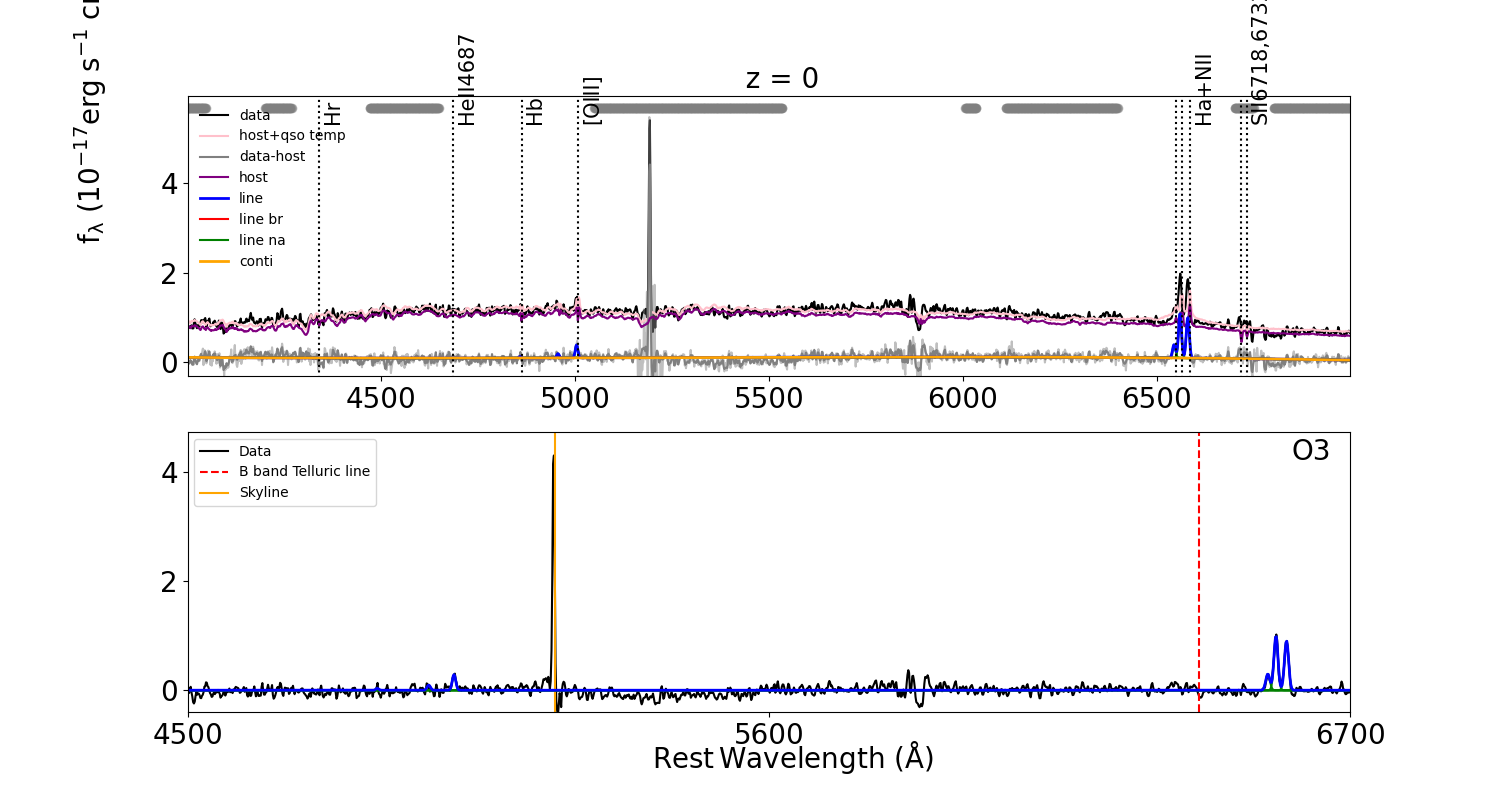 z = 0
f_λ (10^−17 erg s^−1
Hr
HeII4687
Hb
[OIII]
Ha+NII
SII6718,673
data
host+qso temp
data-host
host
line
line br
line na
conti
4
2
0
4500 5000 5500 6000 6500
O3
Data
B band Telluric line
Skyline
4
2
0
4500 5600 6700
Rest Wavelength (Å)